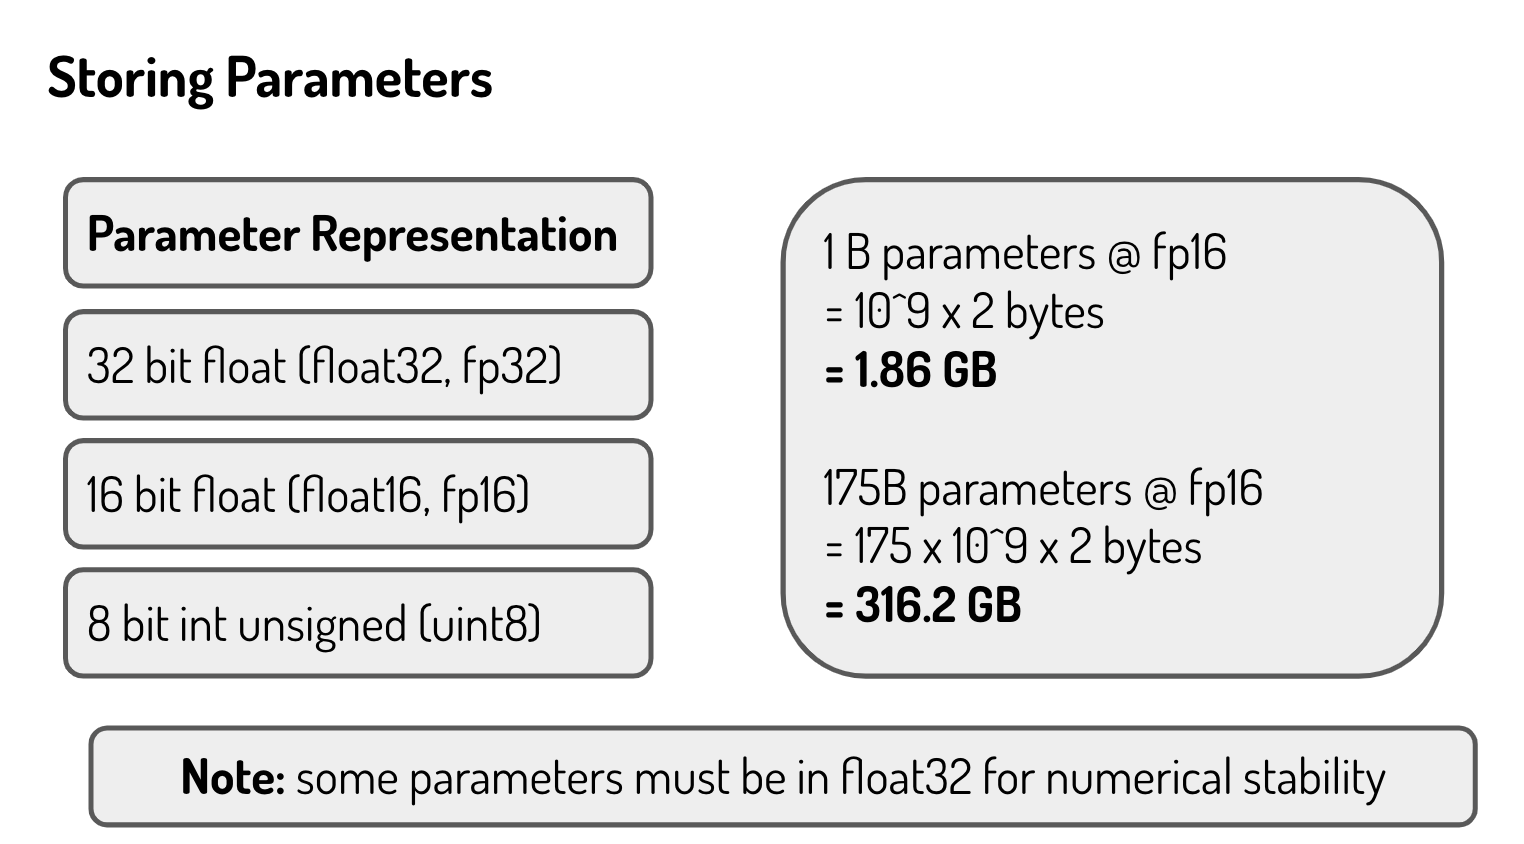 Storing Parameters
Parameter Representation
32 bit float (float32, fp32)
16 bit float (float16, fp16)
8 bit int unsigned (uint8)
1 B parameters @ fp16
= 10^9 x 2 bytes
= 1.86 GB
175B parameters @ fp16
= 175 x 10^9 x 2 bytes
= 316.2 GB
Note: some parameters must be in float32 for numerical stability